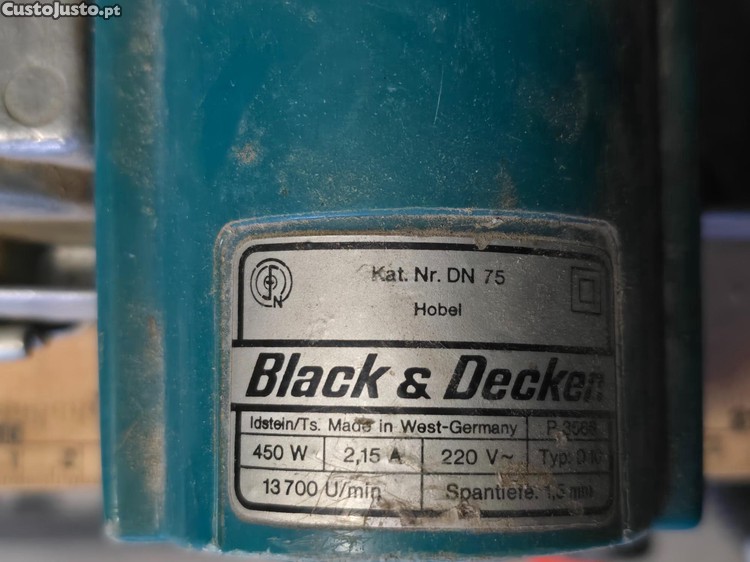 CustoJusto.pt
Kat. Nr. DN 75
N
Hobel
Black & Decker
Idstein/Ts. Made in West-Germany
450 W 2,15 A 220 V~ Typ:
13700 U/min Spantiefe. 1,5 mm